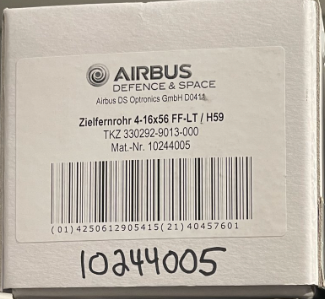 AIRBUS
DEFENCE & SPACE
Airbus DS Optronics GmbH D0411
Zielfernrohr 4-16x56 FF-LT / H59
TKZ 330292-9013-000
Mat.-Nr. 10244005
(01)4250612905415(21)40457601
10244005